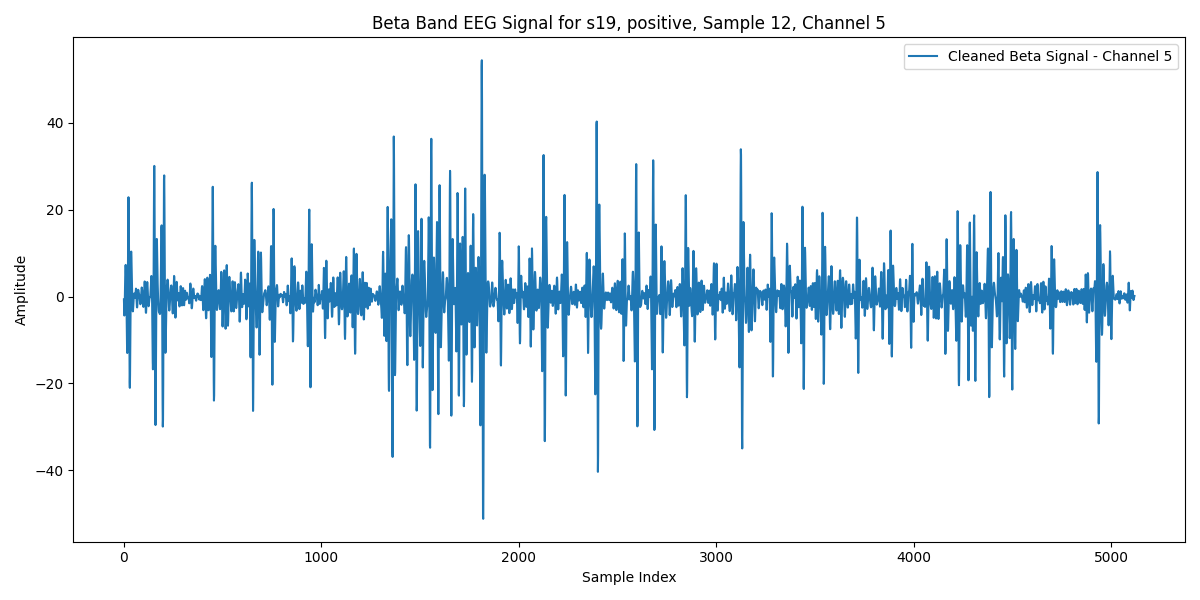 Beta Band EEG Signal for s19, positive, Sample 12, Channel 5
Cleaned Beta Signal - Channel 5
Amplitude
40
20
0
−20
−40
0 1000 2000 3000 4000 5000
Sample Index